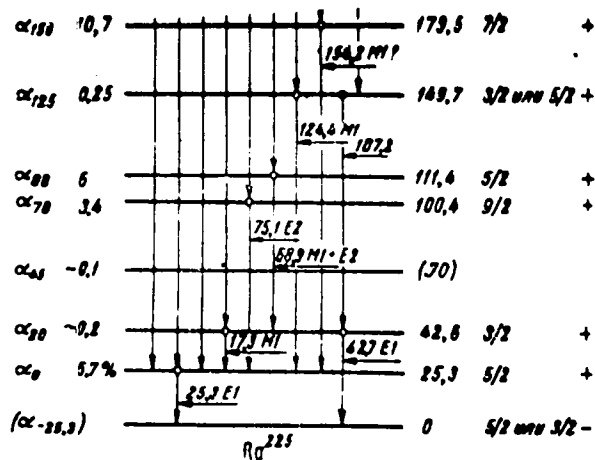 α₁₅₀ 10,7 179,5 7/2 +
154,2 M1?
α₁₂₅ 0,25 149,7 3/2 или 5/2 +
124,4 M1
107,2
α₈₈ 6 111,4 5/2 +
α₇₈ 3,4 100,4 9/2 +
75,1 E2
68,9 M1 + E2
α₄₅ ~0,1 (70)
α₂₀ ~0,2 42,6 3/2 +
17,3 M1
42,7 E1
α₀ 6,7% 25,3 5/2 +
25,3 E1
(α₋₂₅,₃) 0 5/2 или 3/2 −
Ra²²⁵